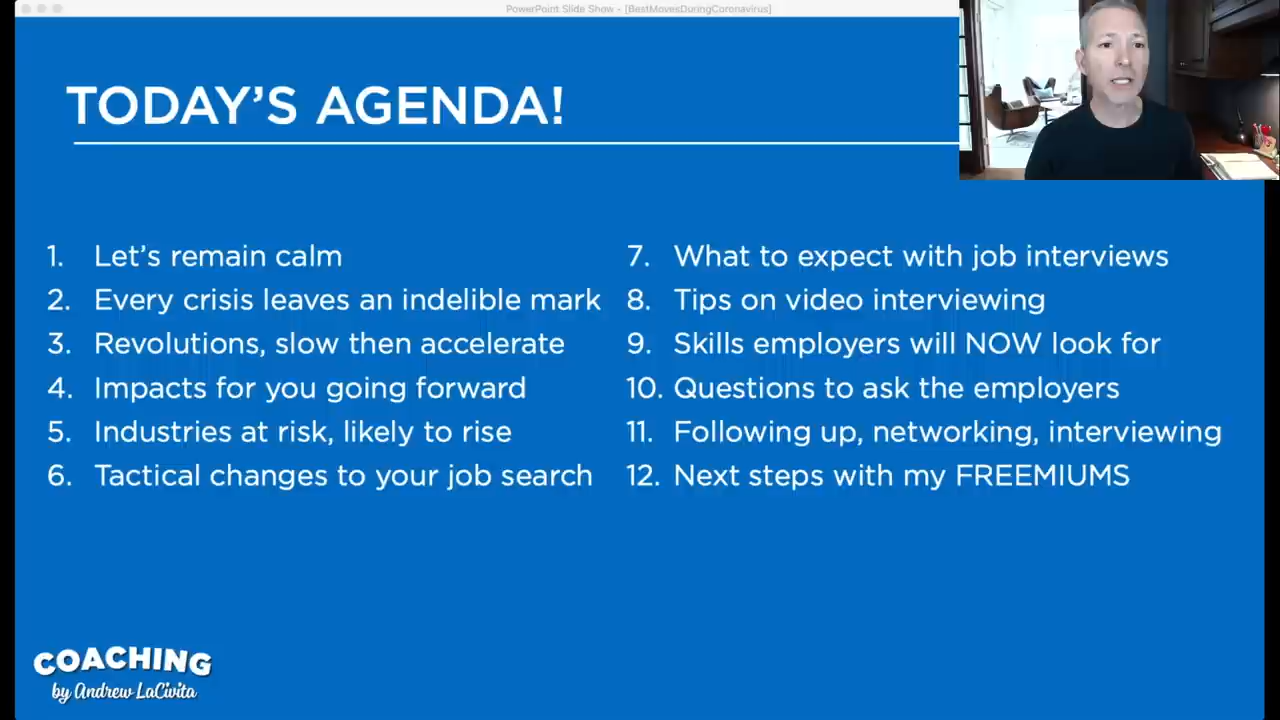 PowerPoint Slide Show - [BestMovesDuringCoronavirus]
TODAY'S AGENDA!
1. Let's remain calm
2. Every crisis leaves an indelible mark
3. Revolutions, slow then accelerate
4. Impacts for you going forward
5. Industries at risk, likely to rise
6. Tactical changes to your job search
7. What to expect with job interviews
8. Tips on video interviewing
9. Skills employers will NOW look for
10. Questions to ask the employers
11. Following up, networking, interviewing
12. Next steps with my FREEMIUMS
COACHING
by Andrew LaCivita